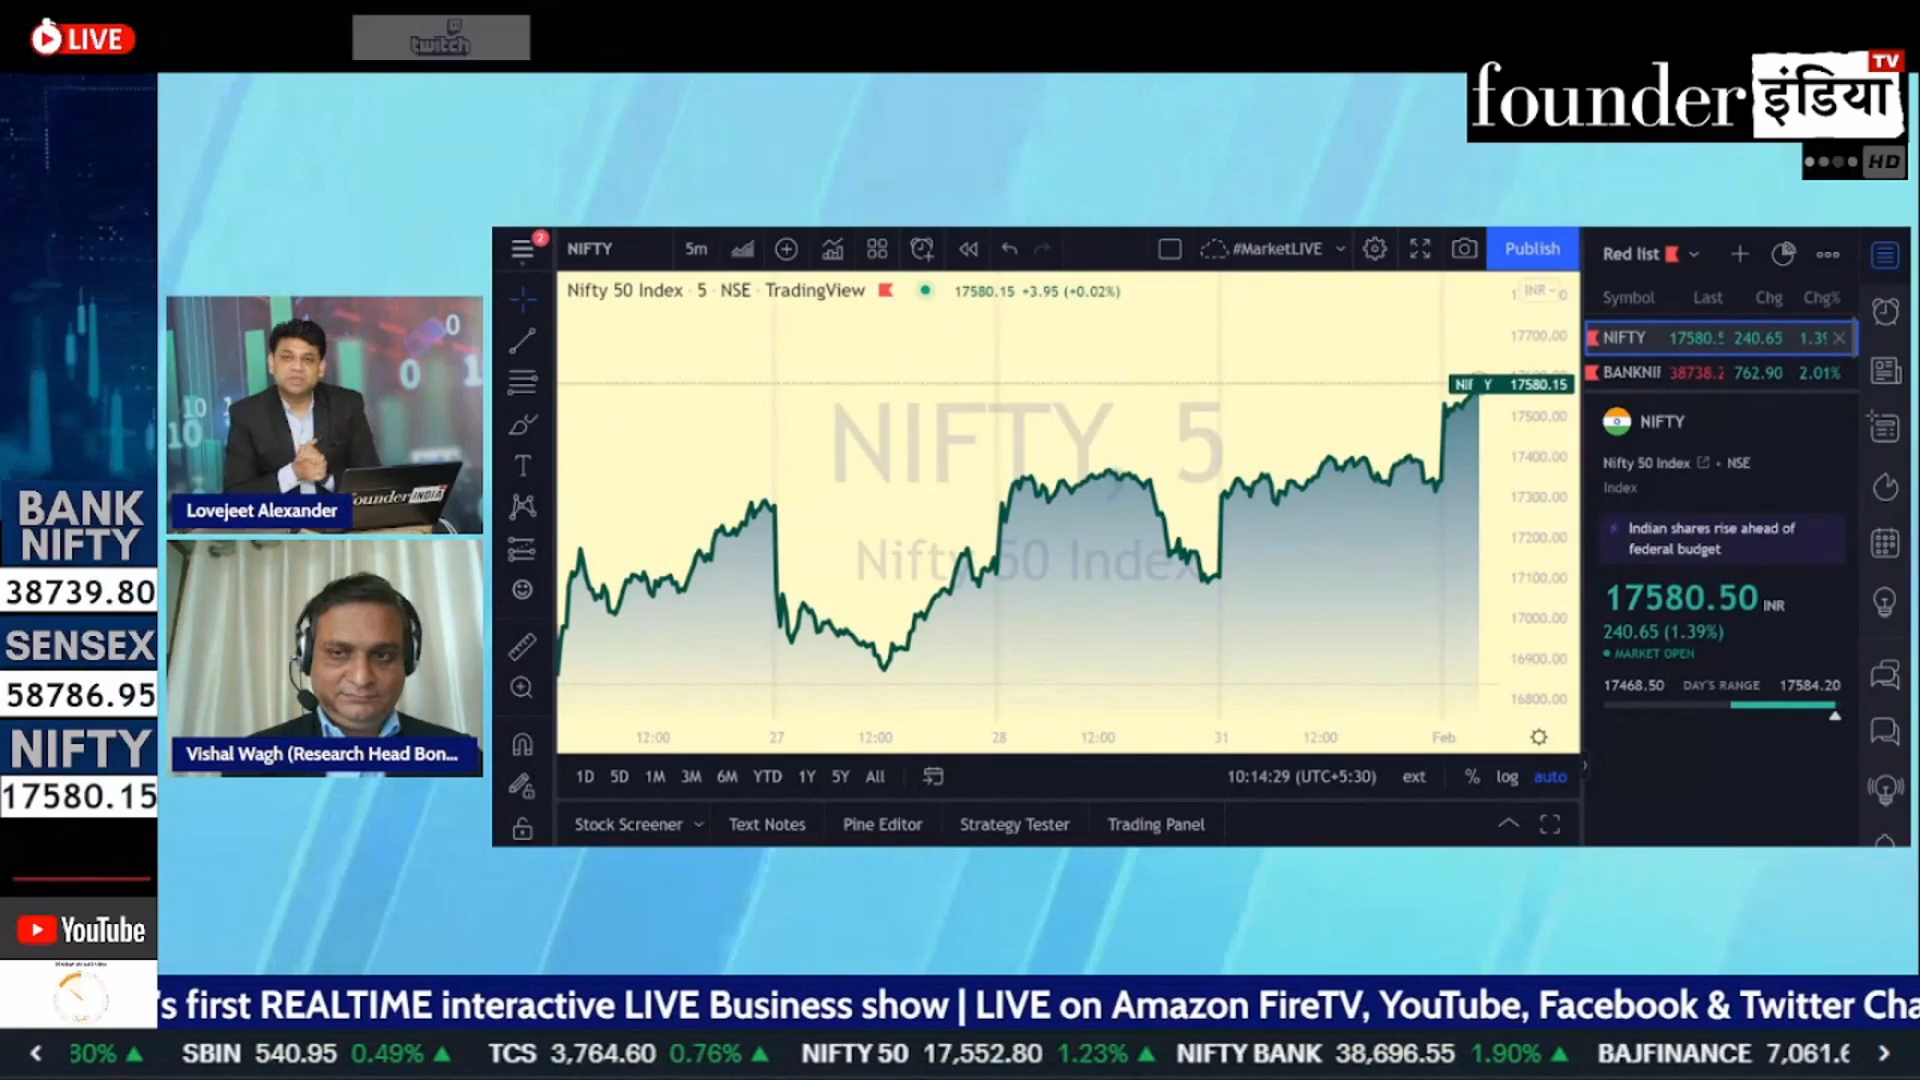 LIVE
twitch
founder इंडिया TV
HD
BANK
NIFTY
38739.80
SENSEX
58786.95
NIFTY
17580.15
YouTube
Lovejeet Alexander
founder INDIA
Vishal Wagh (Research Head Bon...
2
NIFTY
5m
#MarketLIVE
Publish
Nifty 50 Index · 5 · NSE · TradingView
17580.15 +3.95 (+0.02%)
INR
NIFTY, 5
Nifty 50 Index
17700.00
17580.15
17500.00
17400.00
17300.00
17200.00
17100.00
17000.00
16900.00
16800.00
12:00 27 12:00 28 12:00 31 12:00 Feb
1D 5D 1M 3M 6M YTD 1Y 5Y All
10:14:29 (UTC+5:30) ext % log auto
Stock Screener Text Notes Pine Editor Strategy Tester Trading Panel
Red list
Symbol Last Chg Chg%
NIFTY 17580.5 240.65
BANKNIF 38738.2 762.90 2.01%
NIFTY
Nifty 50 Index • NSE
Index
Indian shares rise ahead of
federal budget
17580.50 INR
240.65 (1.39%)
MARKET OPEN
17468.50 DAY'S RANGE 17584.20
's first REALTIME interactive LIVE Business show | LIVE on Amazon FireTV, YouTube, Facebook & Twitter Cha
30% ▲ SBIN 540.95 0.49% ▲ TCS 3,764.60 0.76% ▲ NIFTY 50 17,552.80 1.23% ▲ NIFTY BANK 38,696.55 1.90% ▲ BAJFINANCE 7,061.6